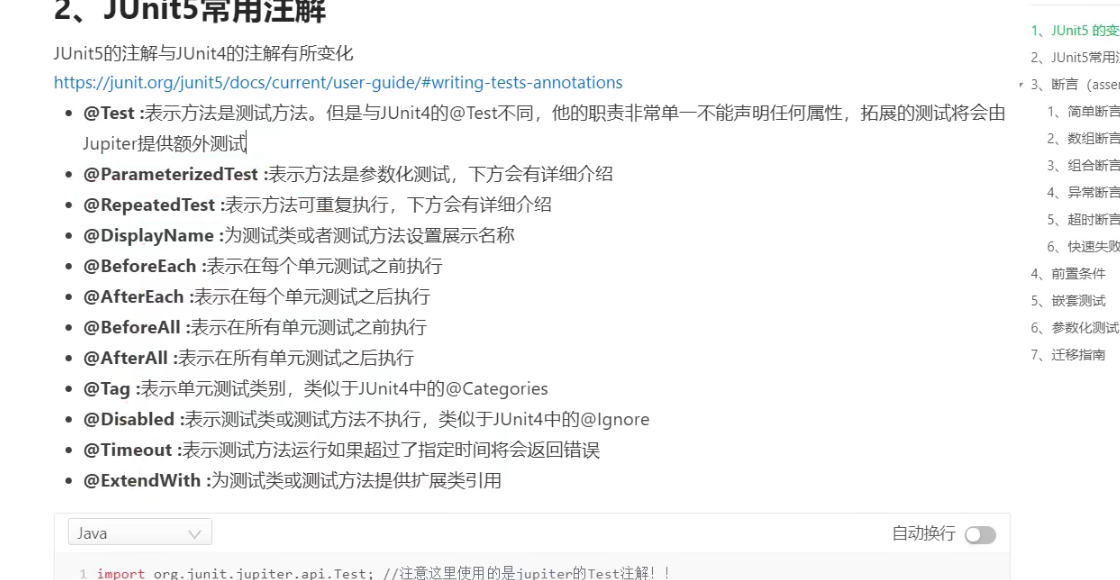 2、JUnit5常用注解
JUnit5的注解与JUnit4的注解有所变化
https://junit.org/junit5/docs/current/user-guide/#writing-tests-annotations
@Test :表示方法是测试方法。但是与JUnit4的@Test不同，他的职责非常单一不能声明任何属性，拓展的测试将会由
Jupiter提供额外测试
@ParameterizedTest :表示方法是参数化测试，下方会有详细介绍
@RepeatedTest :表示方法可重复执行，下方会有详细介绍
@DisplayName :为测试类或者测试方法设置展示名称
@BeforeEach :表示在每个单元测试之前执行
@AfterEach :表示在每个单元测试之后执行
@BeforeAll :表示在所有单元测试之前执行
@AfterAll :表示在所有单元测试之后执行
@Tag :表示单元测试类别，类似于JUnit4中的@Categories
@Disabled :表示测试类或测试方法不执行，类似于JUnit4中的@Ignore
@Timeout :表示测试方法运行如果超过了指定时间将会返回错误
@ExtendWith :为测试类或测试方法提供扩展类引用
Java
自动换行
1 import org.junit.jupiter.api.Test; //注意这里使用的是jupiter的Test注解！！
1、JUnit5 的变
2、JUnit5常用
3、断言（asser
1、简单断言
2、数组断言
3、组合断言
4、异常断言
5、超时断言
6、快速失败
4、前置条件
5、嵌套测试
6、参数化测试
7、迁移指南